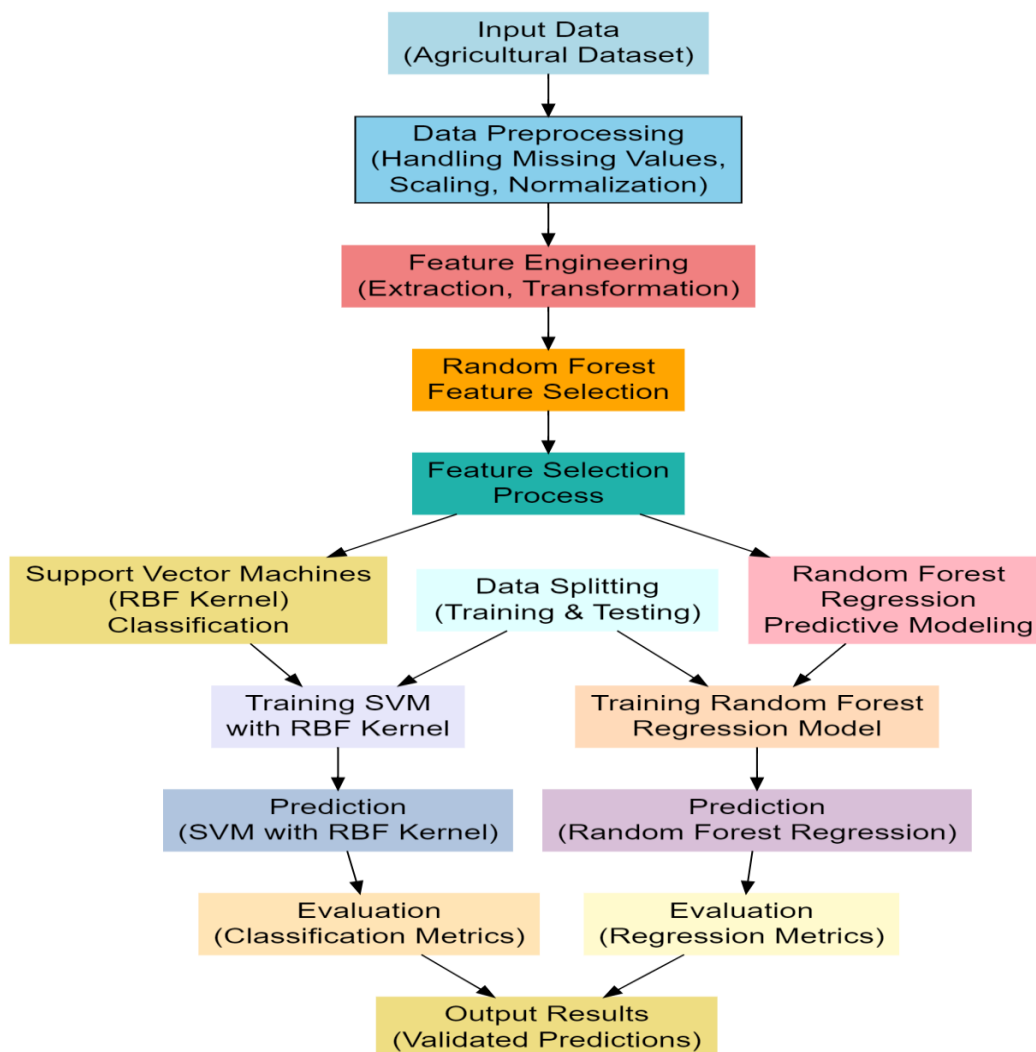 Input Data
(Agricultural Dataset)
Data Preprocessing
(Handling Missing Values,
Scaling, Normalization)
Feature Engineering
(Extraction, Transformation)
Random Forest
Feature Selection
Feature Selection
Process
Support Vector Machines
(RBF Kernel)
Classification
Data Splitting
(Training & Testing)
Random Forest
Regression
Predictive Modeling
Training SVM
with RBF Kernel
Training Random Forest
Regression Model
Prediction
(SVM with RBF Kernel)
Prediction
(Random Forest Regression)
Evaluation
(Classification Metrics)
Evaluation
(Regression Metrics)
Output Results
(Validated Predictions)